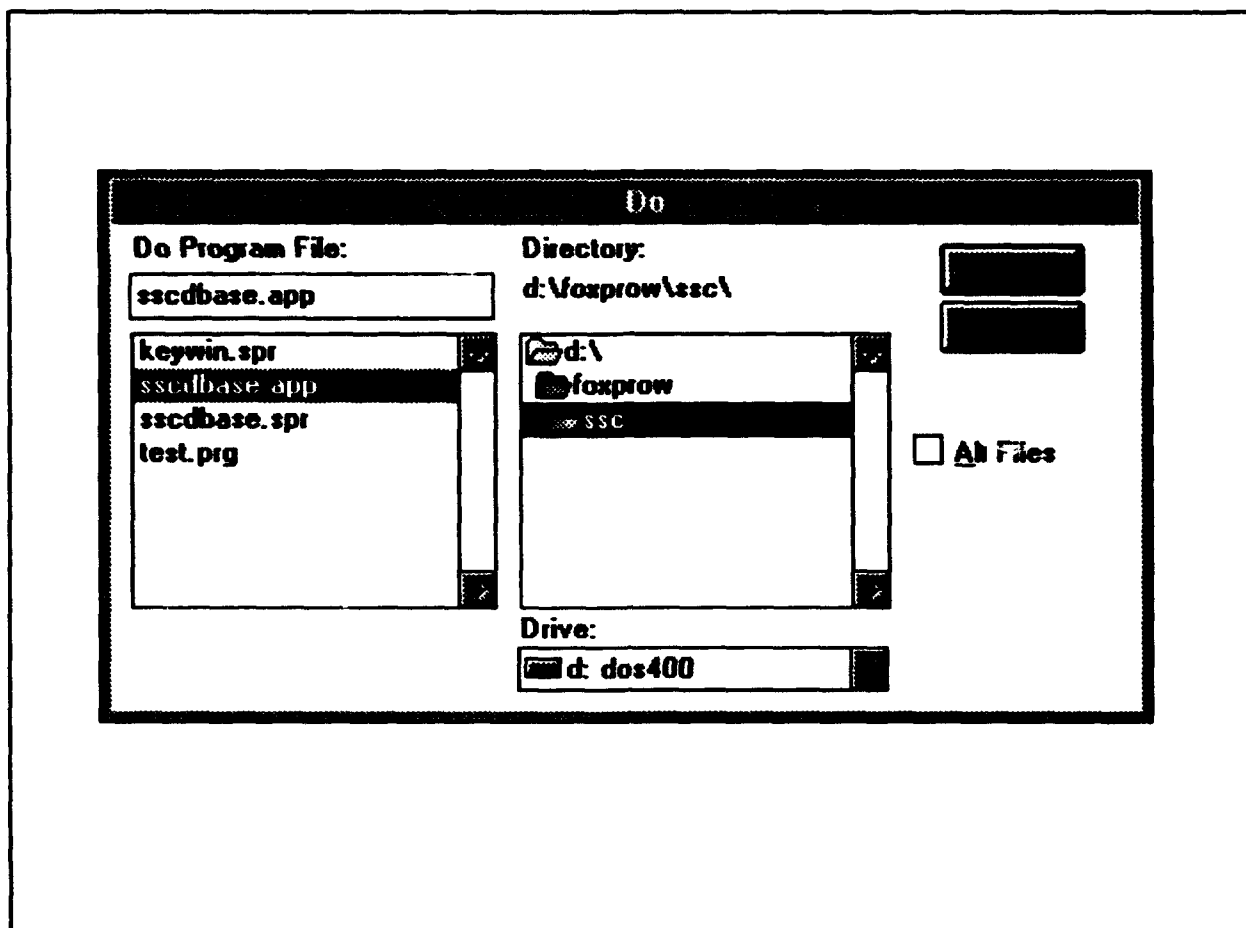 Do
Do Program File:
sscdbase.app
keywin.spr
sscdbase.app
sscdbase.spr
test.prg
Directory:
d:\foxprow\ssc\
d:\
foxprow
ssc
Drive:
d: dos400
All Files